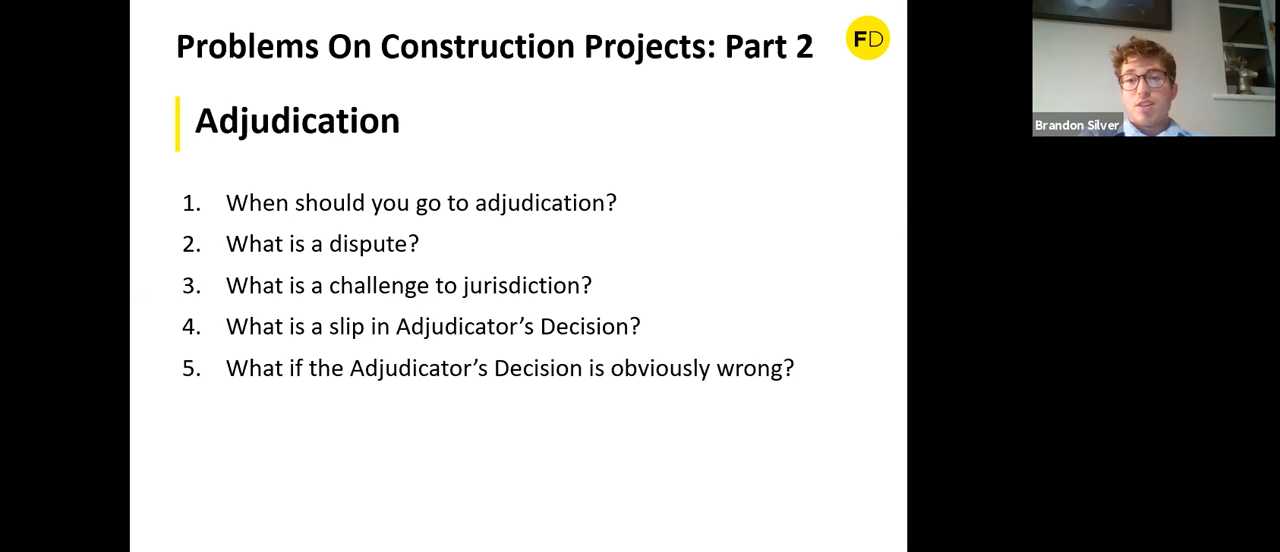 Problems On Construction Projects: Part 2
FD
Adjudication
1. When should you go to adjudication?
2. What is a dispute?
3. What is a challenge to jurisdiction?
4. What is a slip in Adjudicator’s Decision?
5. What if the Adjudicator’s Decision is obviously wrong?
Brandon Silver